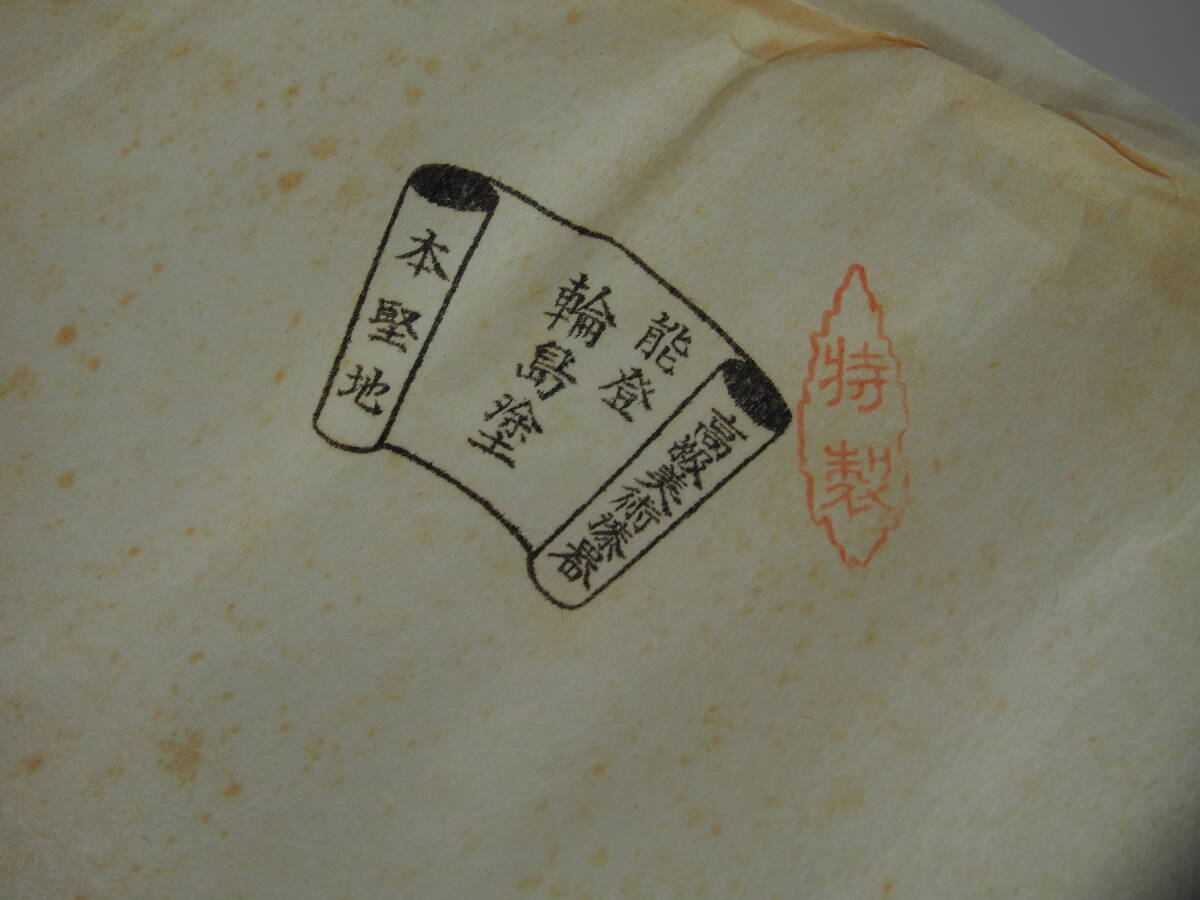 特製
高級美術漆器
能登
輪島塗
本堅地